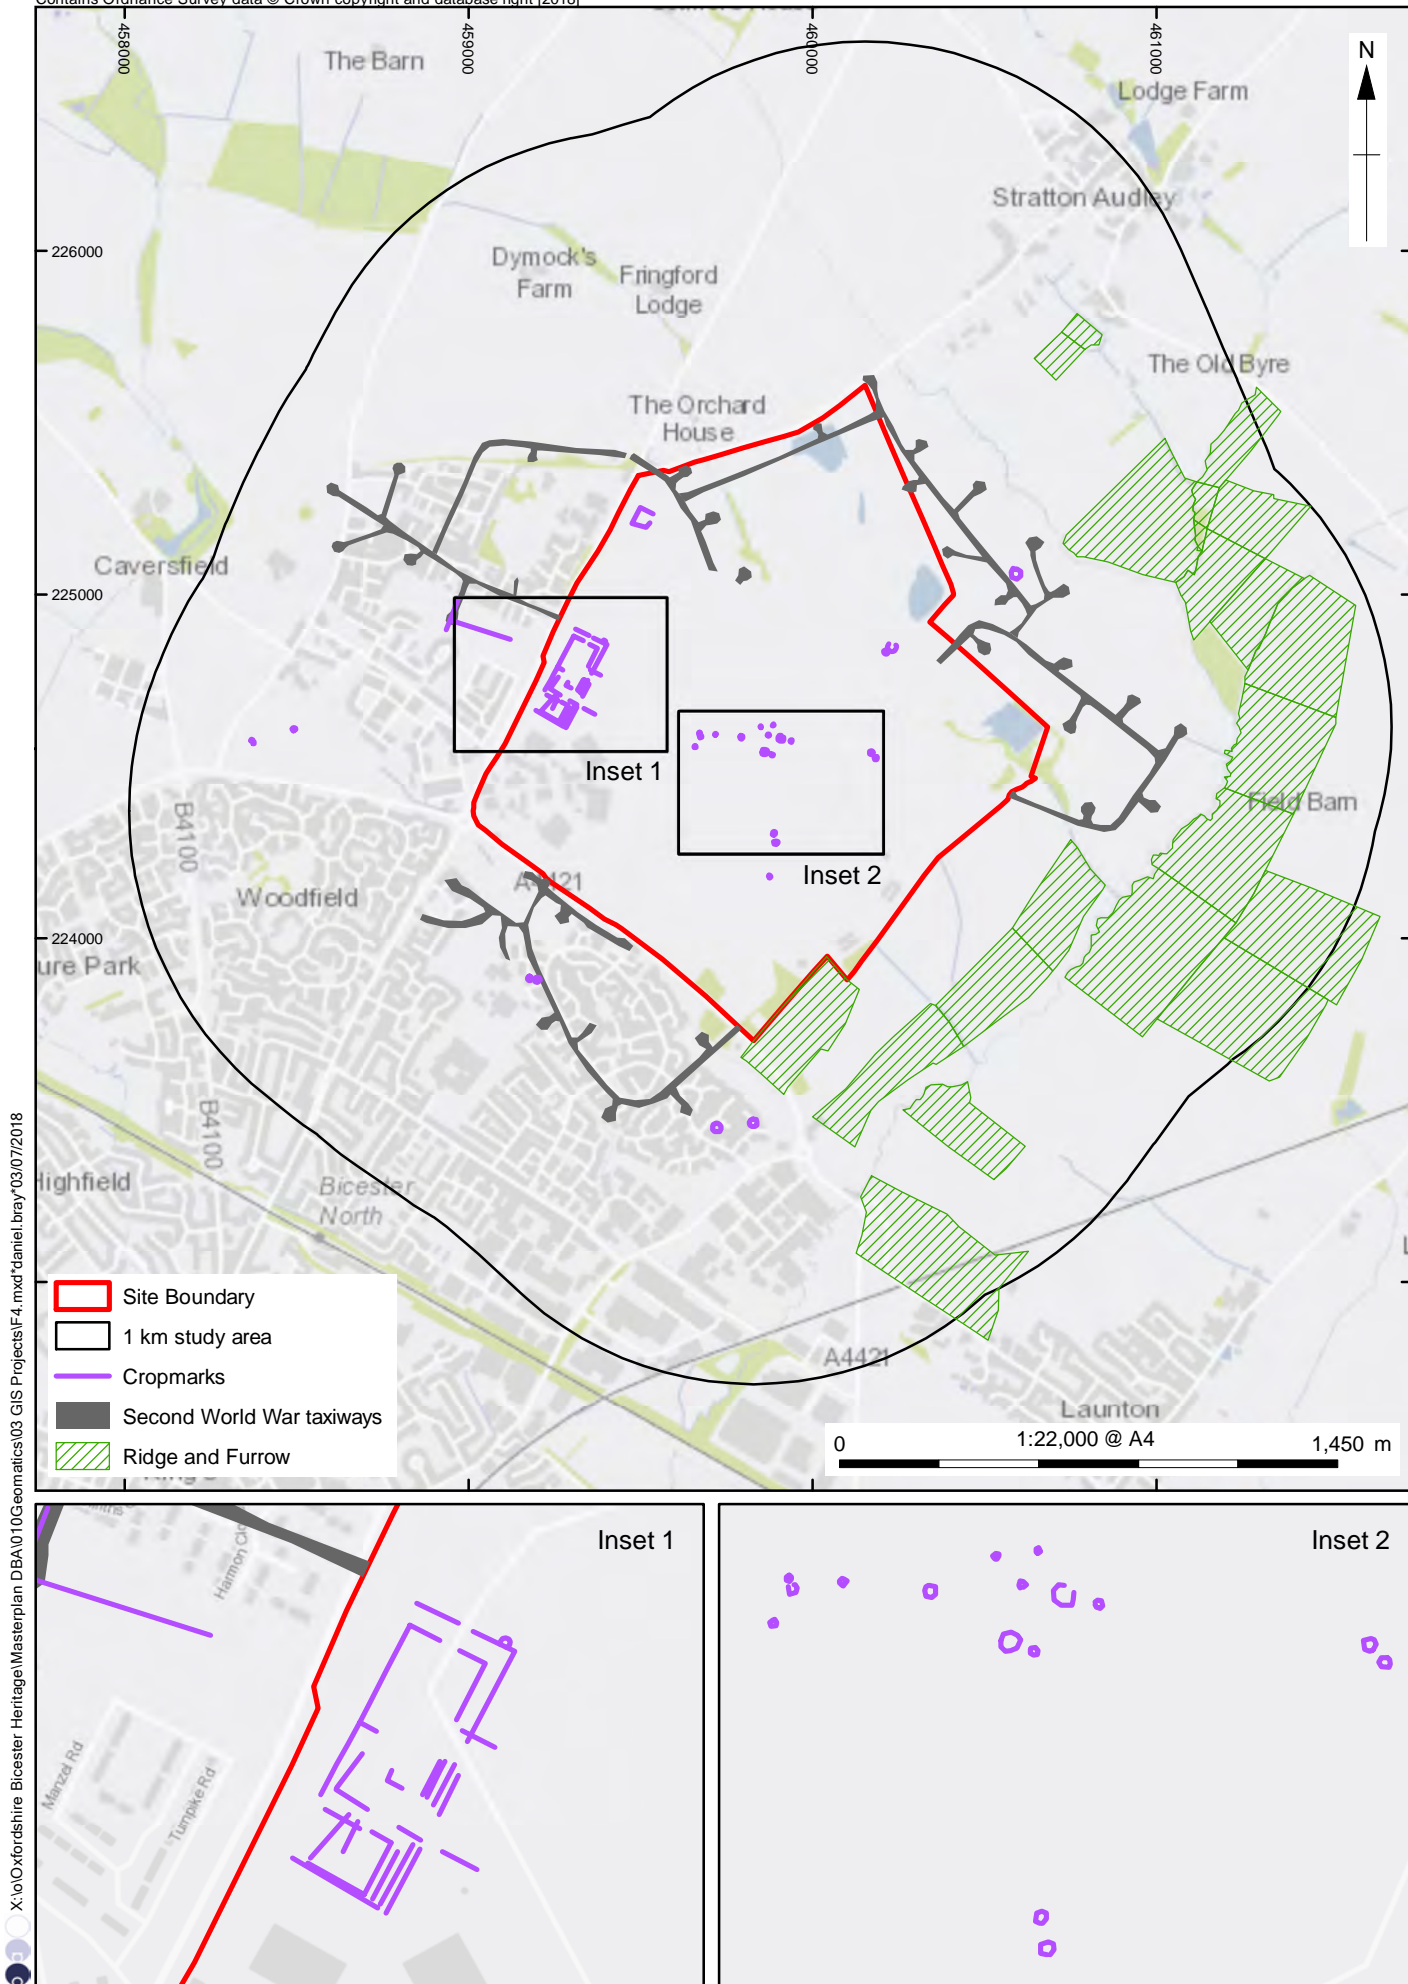 Contains Ordnance Survey data © Crown copyright and database right [2018]
458000
459000
460000
461000
N
The Barn
Lodge Farm
Stratton Audley
226000
Dymock's
Farm
Fringford
Lodge
The Old Byre
The Orchard
House
Caversfield
225000
Inset 1
Field Barn
B4100
Inset 2
A4421
Woodfield
224000
ure Park
B4100
Highfield
Bicester
North
Site Boundary
1 km study area
Cropmarks
Second World War taxiways
Ridge and Furrow
A4421
Launton
0
1:22,000 @ A4
1,450 m
X:\o\Oxfordshire Bicester Heritage\Masterplan DBA\010Geomatics\03 GIS Projects\F4.mxd*daniel.bray*03/07/2018
Inset 1
Harmon Clo
Manzel Rd
Turnpike Rd
Inset 2